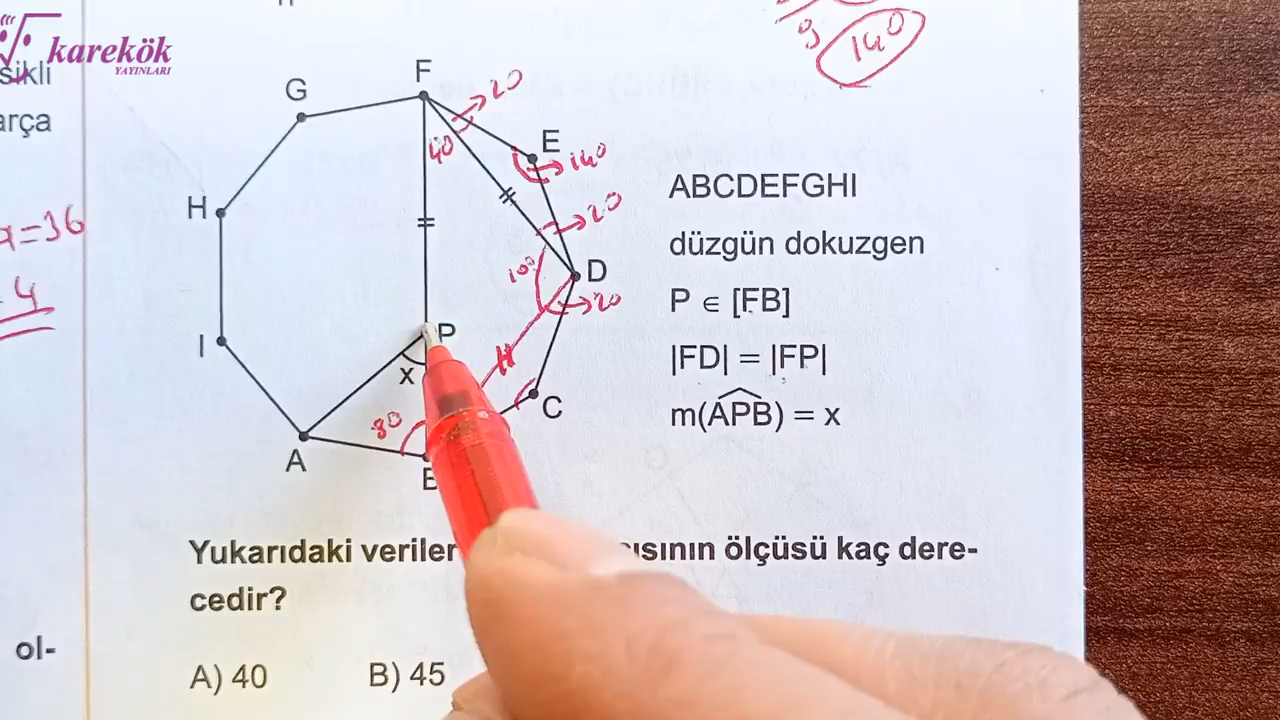 karekök
YAYINLARI
sikli
arça
=36
4
ol-
140
F
20
G
40
E
140
H
20
D
100
20
I
P
x
H
C
80
A
B
ABCDEFGHI
düzgün dokuzgen
P ∈ [FB]
|FD| = |FP|
m(APB) = x
Yukarıdaki veriler ısının ölçüsü kaç dere-
cedir?
A) 40 B) 45